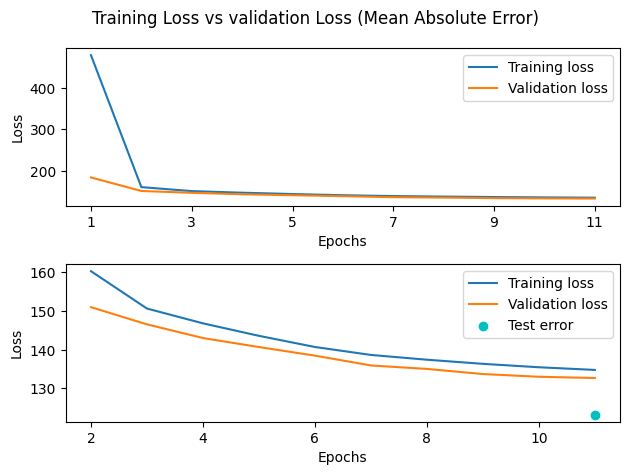 Training Loss vs validation Loss (Mean Absolute Error)
400
300
200
Loss
Training loss
Validation loss
1 3 5 7 9 11
Epochs
160
150
140
130
Loss
Training loss
Validation loss
Test error
2 4 6 8 10
Epochs